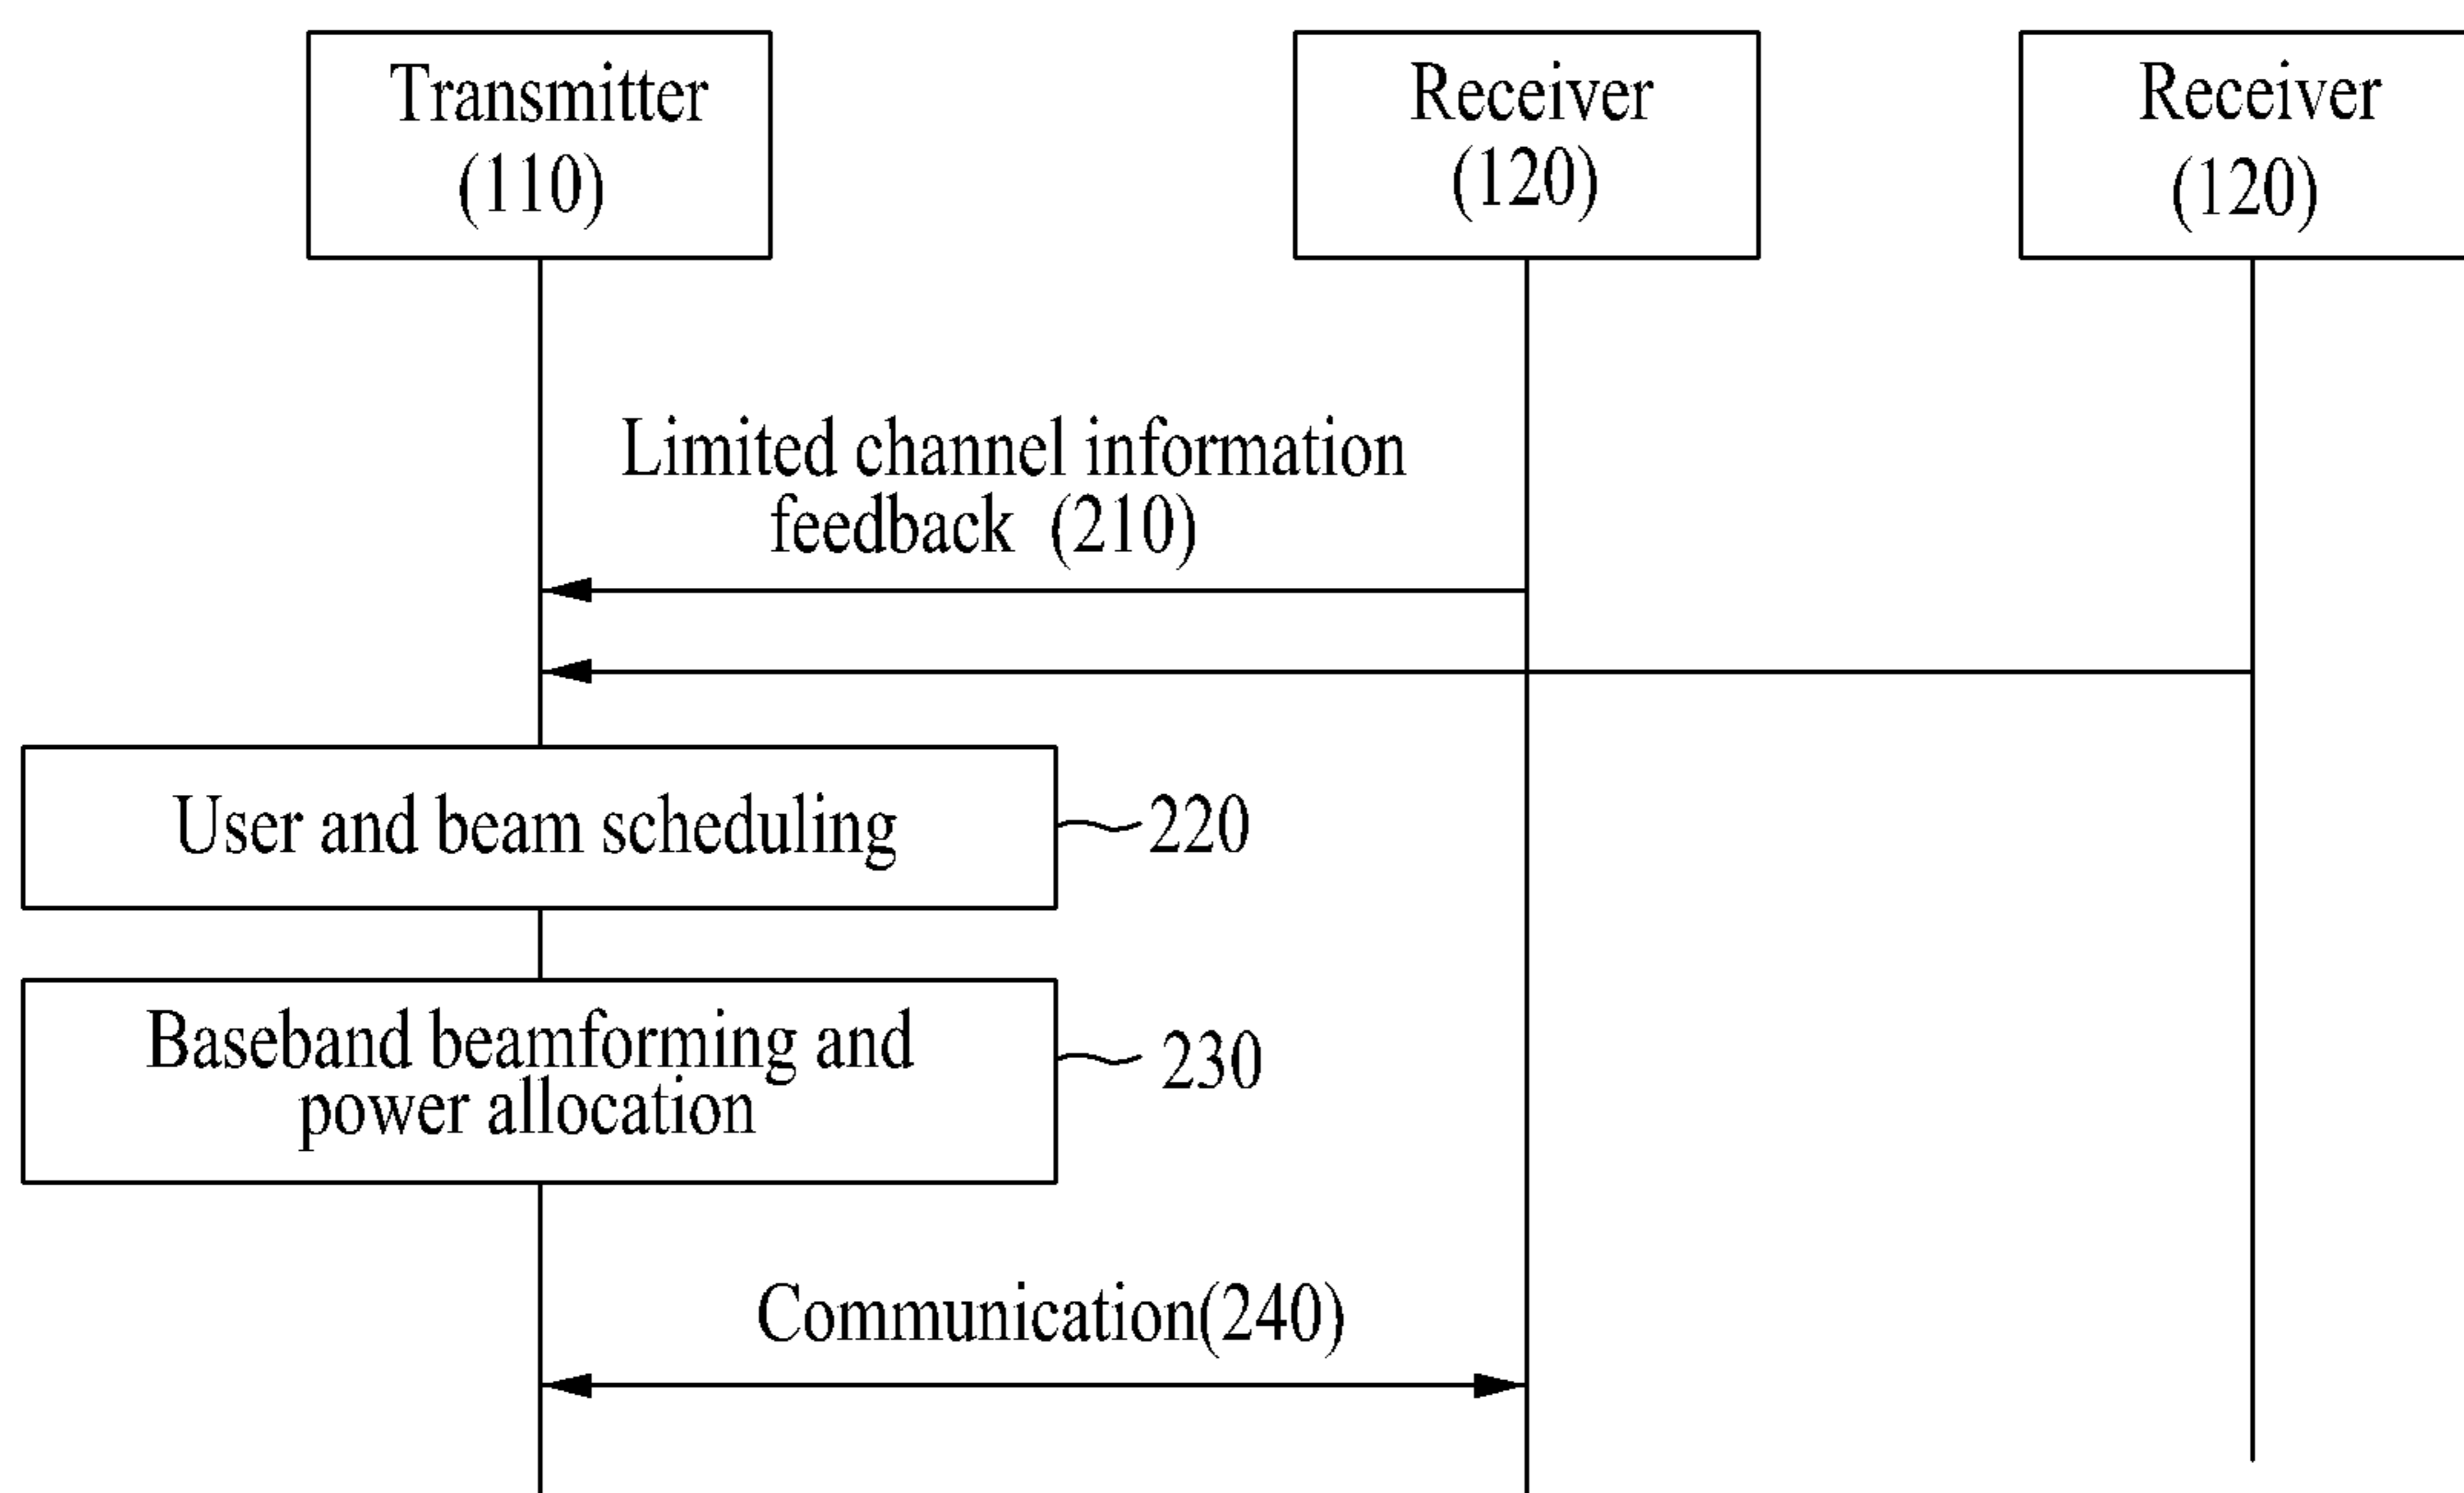 Transmitter
(110)
Receiver
(120)
Receiver
(120)
Limited channel information
feedback (210)
User and beam scheduling
220
Baseband beamforming and
power allocation
230
Communication(240)